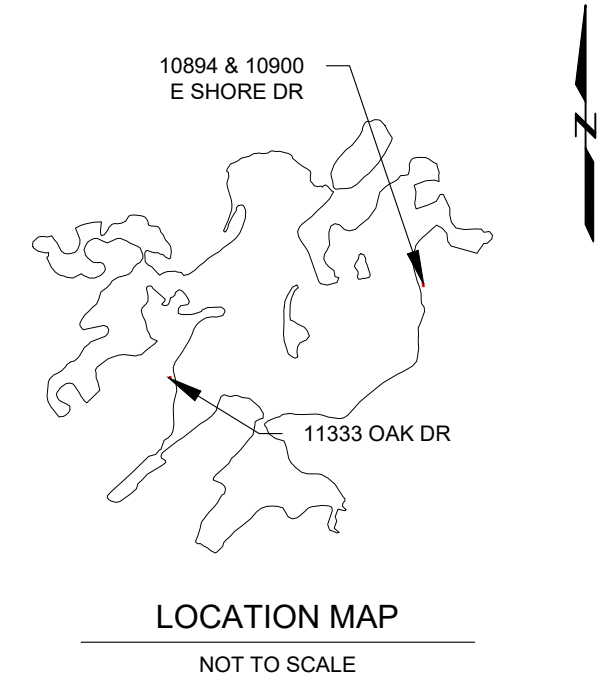 10894 & 10900
E SHORE DR
N
11333 OAK DR
LOCATION MAP
NOT TO SCALE